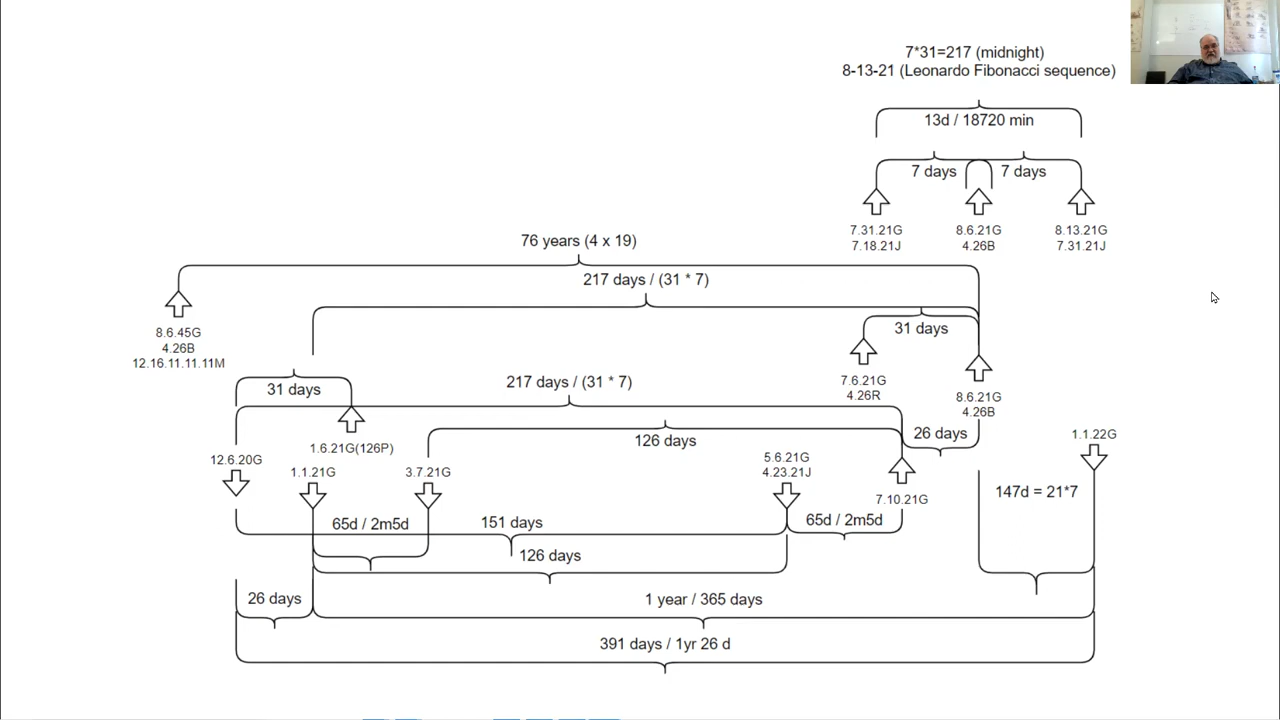 7*31=217 (midnight)
8-13-21 (Leonardo Fibonacci sequence)
13d / 18720 min
7 days
7 days
7.31.21G
7.18.21J
8.6.21G
4.26B
8.13.21G
7.31.21J
76 years (4 x 19)
217 days / (31 * 7)
8.6.45G
4.26B
12.16.11.11.11M
31 days
7.6.21G
4.26R
8.6.21G
4.26B
31 days
217 days / (31 * 7)
1.6.21G(126P)
126 days
26 days
1.1.22G
12.6.20G
1.1.21G
3.7.21G
5.6.21G
4.23.21J
7.10.21G
147d = 21*7
65d / 2m5d
151 days
65d / 2m5d
126 days
26 days
1 year / 365 days
391 days / 1yr 26 d